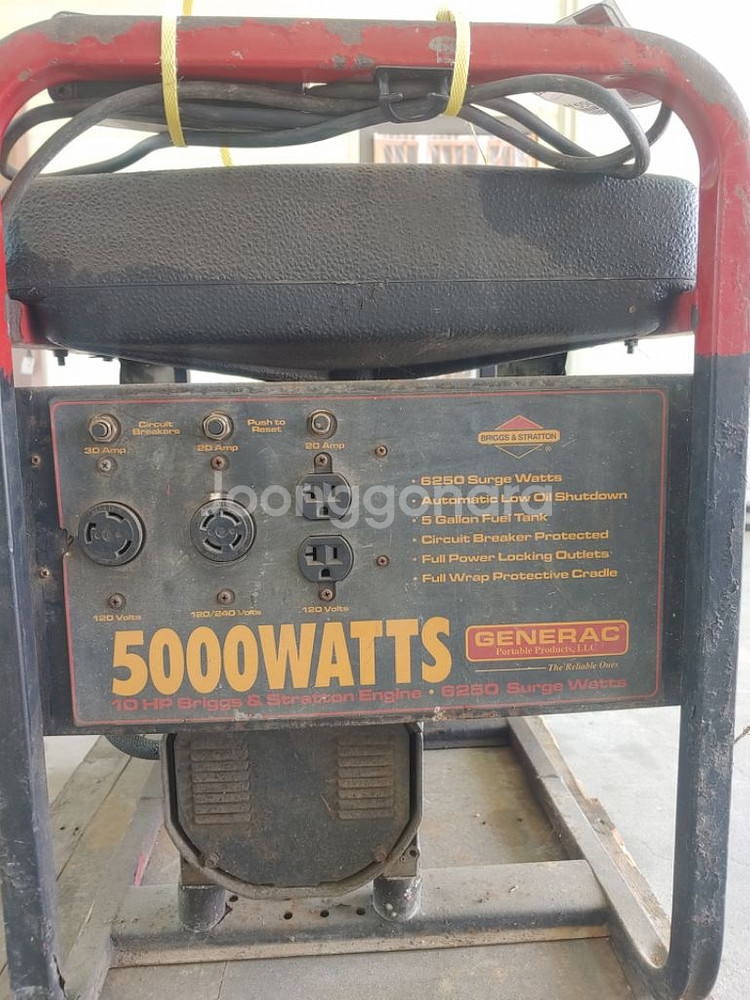 Circuit Breakers
Push to Reset
30 Amp
20 Amp
20 Amp
BRIGGS & STRATTON
®
• 6250 Surge Watts
• Automatic Low Oil Shutdown
• 5 Gallon Fuel Tank
• Circuit Breaker Protected
• Full Power Locking Outlets
• Full Wrap Protective Cradle
Joonggonara
120 Volts
120/240 Volts
120 Volts
5000WATTS
GENERAC
Portable Products, LLC
The Reliable Ones
10 HP Briggs & Stratton Engine • 6250 Surge Watts